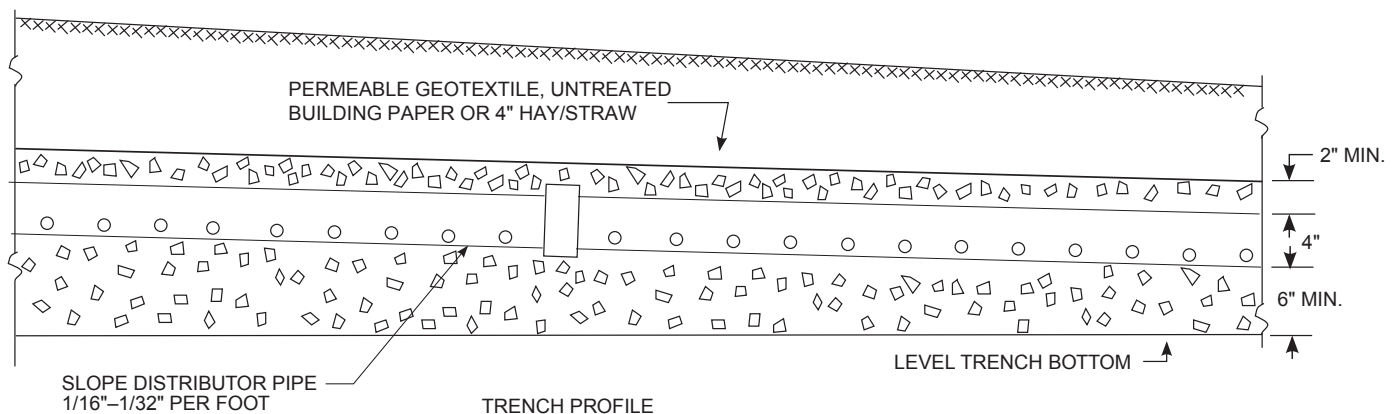 PERMEABLE GEOTEXTILE, UNTREATED
BUILDING PAPER OR 4" HAY/STRAW
2" MIN.
4"
6" MIN.
LEVEL TRENCH BOTTOM
SLOPE DISTRIBUTOR PIPE
1/16"–1/32" PER FOOT
TRENCH PROFILE